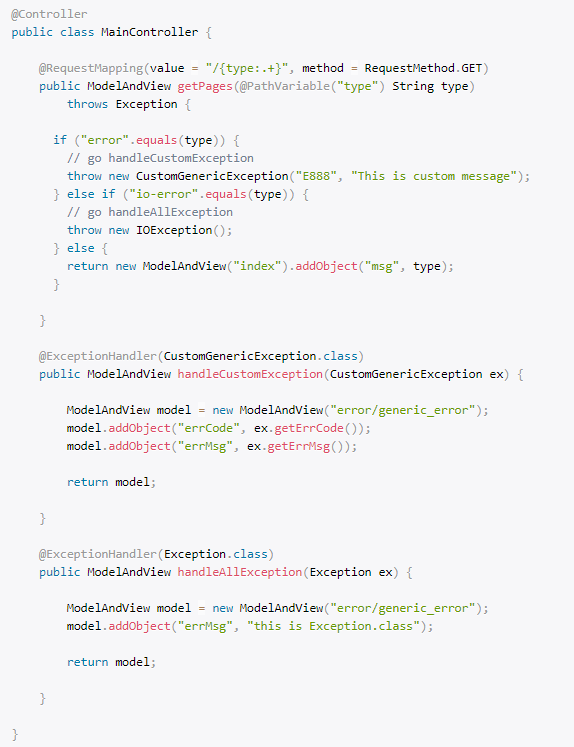 @Controller
public class MainController {
@RequestMapping(value = "/{type:.+}", method = RequestMethod.GET)
public ModelAndView getPages(@PathVariable("type") String type)
throws Exception {
if ("error".equals(type)) {
// go handleCustomException
throw new CustomGenericException("E888", "This is custom message");
} else if ("io-error".equals(type)) {
// go handleAllException
throw new IOException();
} else {
return new ModelAndView("index").addObject("msg", type);
}
}
@ExceptionHandler(CustomGenericException.class)
public ModelAndView handleCustomException(CustomGenericException ex) {
ModelAndView model = new ModelAndView("error/generic_error");
model.addObject("errCode", ex.getErrCode());
model.addObject("errMsg", ex.getErrMsg());
return model;
}
@ExceptionHandler(Exception.class)
public ModelAndView handleAllException(Exception ex) {
ModelAndView model = new ModelAndView("error/generic_error");
model.addObject("errMsg", "this is Exception.class");
return model;
}
}